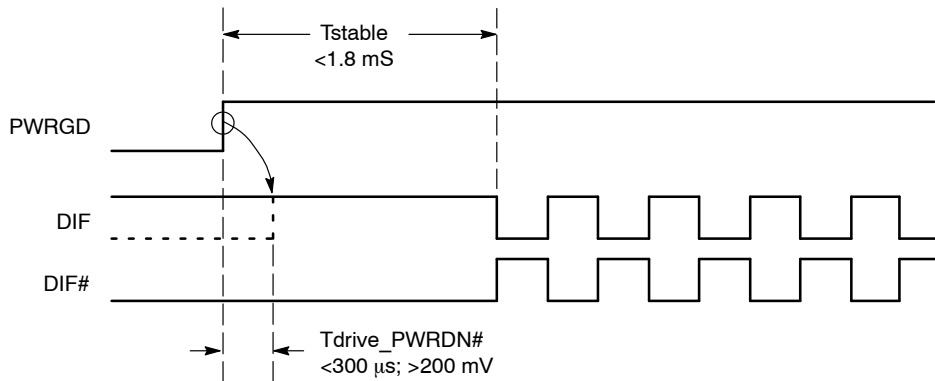 Tstable
<1.8 mS
PWRGD
DIF
DIF#
Tdrive_PWRDN#
<300 μs; >200 mV